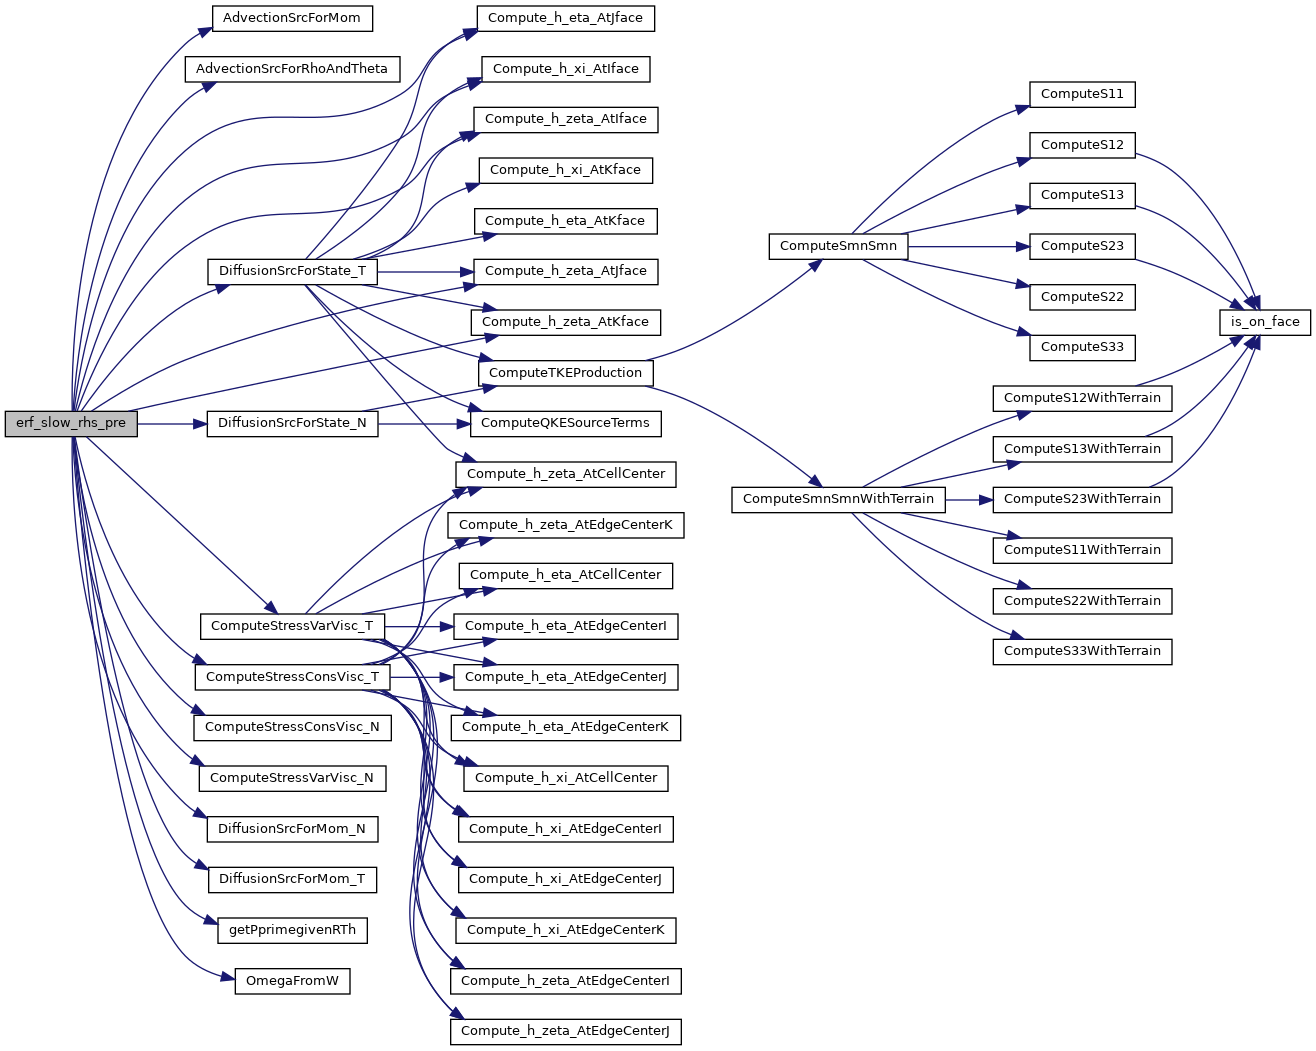 erf_slow_rhs_pre
AdvectionSrcForMom
AdvectionSrcForRhoAndTheta
DiffusionSrcForState_T
DiffusionSrcForState_N
ComputeStressVarVisc_T
ComputeStressConsVisc_T
ComputeStressConsVisc_N
ComputeStressVarVisc_N
DiffusionSrcForMom_N
DiffusionSrcForMom_T
getPprimegivenRTh
OmegaFromW
Compute_h_eta_AtJface
Compute_h_xi_AtIface
Compute_h_zeta_AtIface
Compute_h_xi_AtKface
Compute_h_eta_AtKface
Compute_h_zeta_AtJface
Compute_h_zeta_AtKface
ComputeTKEProduction
ComputeQKESourceTerms
Compute_h_zeta_AtCellCenter
Compute_h_zeta_AtEdgeCenterK
Compute_h_eta_AtCellCenter
Compute_h_eta_AtEdgeCenterI
Compute_h_eta_AtEdgeCenterJ
Compute_h_eta_AtEdgeCenterK
Compute_h_xi_AtCellCenter
Compute_h_xi_AtEdgeCenterI
Compute_h_xi_AtEdgeCenterJ
Compute_h_xi_AtEdgeCenterK
Compute_h_zeta_AtEdgeCenterI
Compute_h_zeta_AtEdgeCenterJ
ComputeSmnSmn
ComputeSmnSmnWithTerrain
ComputeS11
ComputeS12
ComputeS13
ComputeS23
ComputeS22
ComputeS33
ComputeS12WithTerrain
ComputeS13WithTerrain
ComputeS23WithTerrain
ComputeS11WithTerrain
ComputeS22WithTerrain
ComputeS33WithTerrain
is_on_face